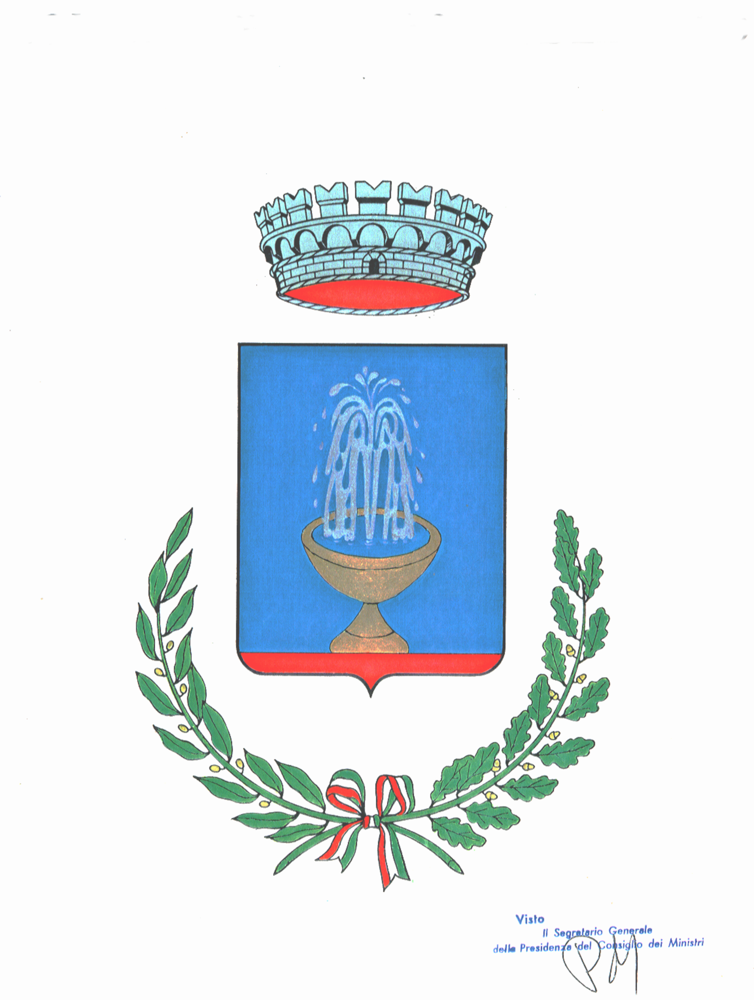 Visto
Il Segretario Generale
della Presidenza del Consiglio dei Ministri